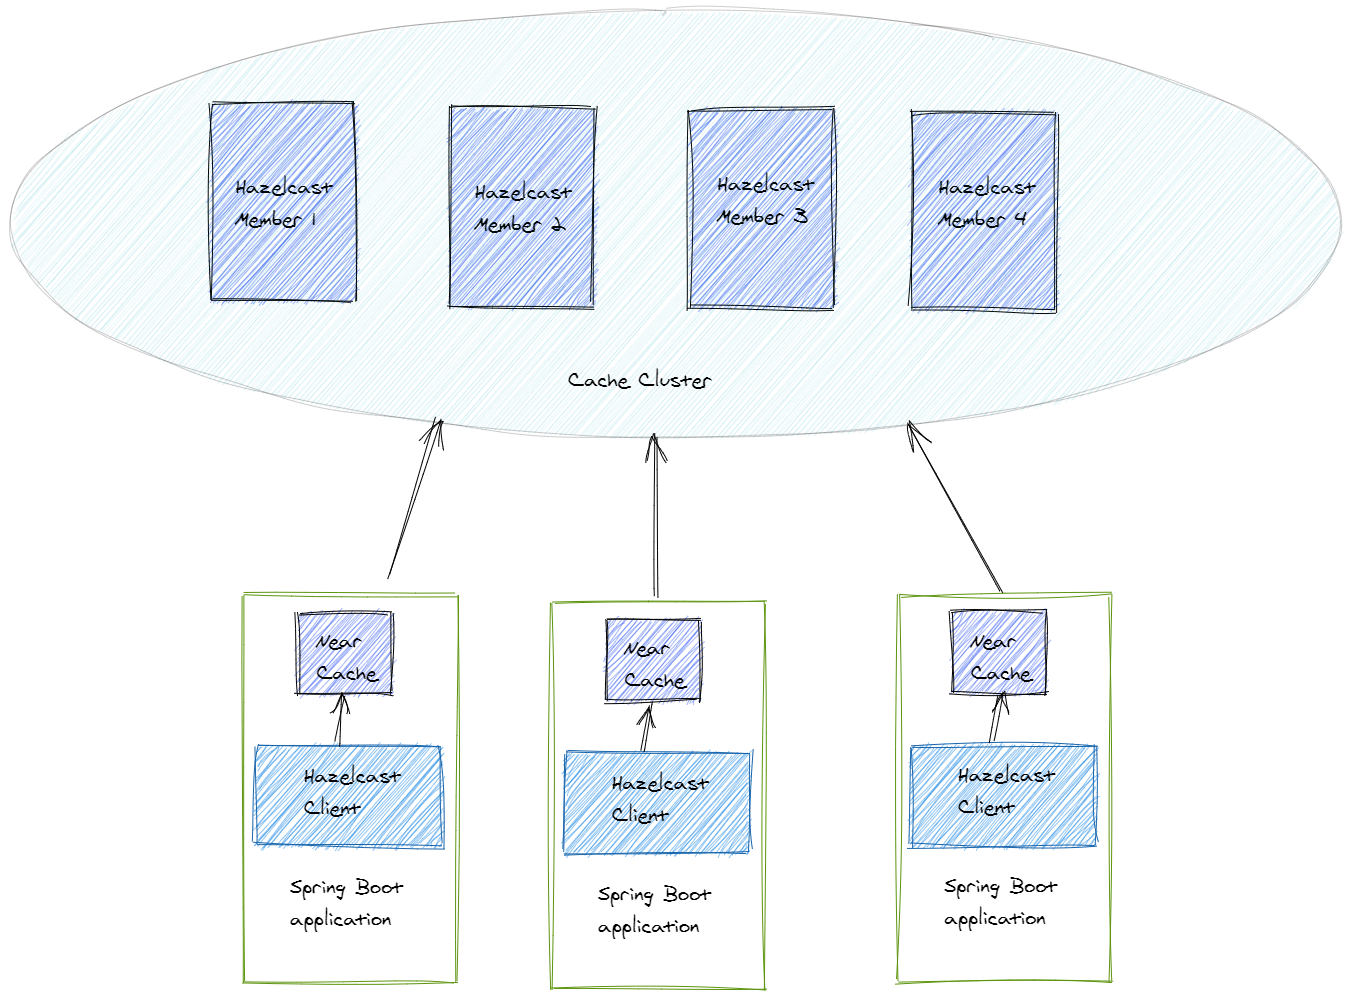 Hazelcast
Member 1
Hazelcast
Member 2
Hazelcast
Member 3
Hazelcast
Member 4
Cache Cluster
Near
Cache
Hazelcast
Client
Spring Boot
application
Near
Cache
Hazelcast
Client
Spring Boot
application
Near
Cache
Hazelcast
Client
Spring Boot
application